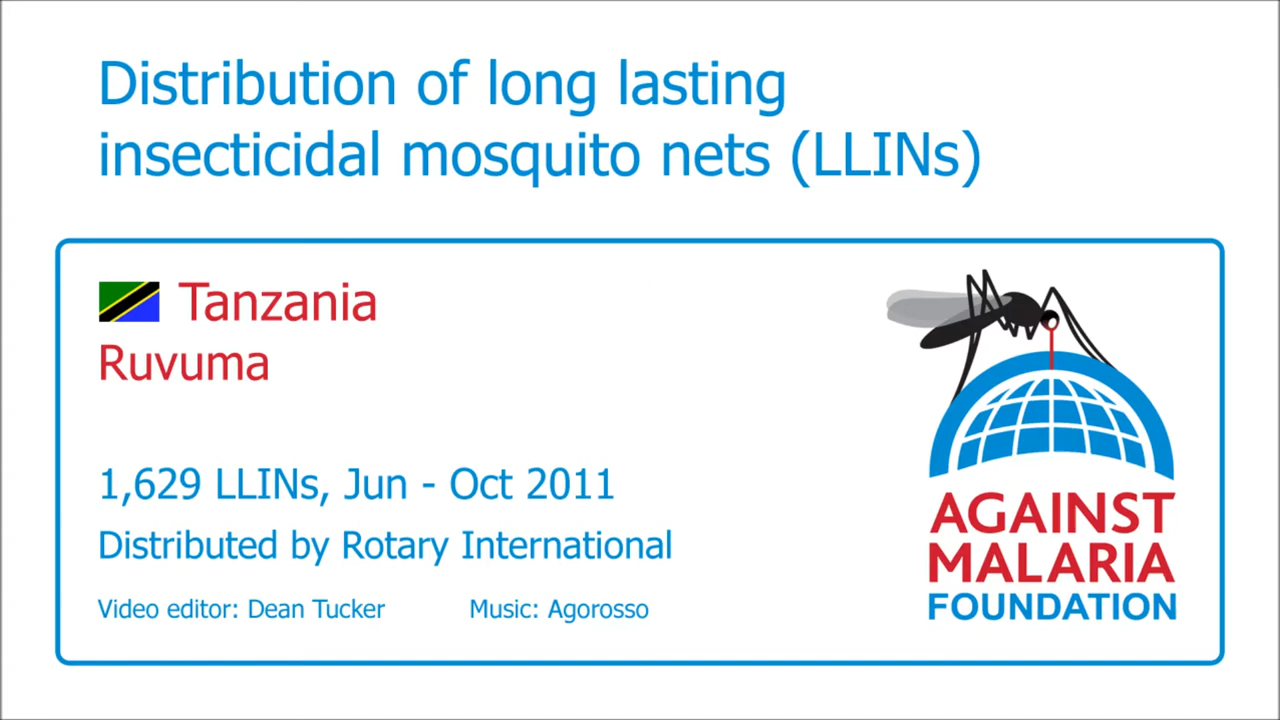 Distribution of long lasting
insecticidal mosquito nets (LLINs)
Tanzania
Ruvuma
1,629 LLINs, Jun - Oct 2011
Distributed by Rotary International
Video editor: Dean Tucker
Music: Agorosso
AGAINST
MALARIA
FOUNDATION